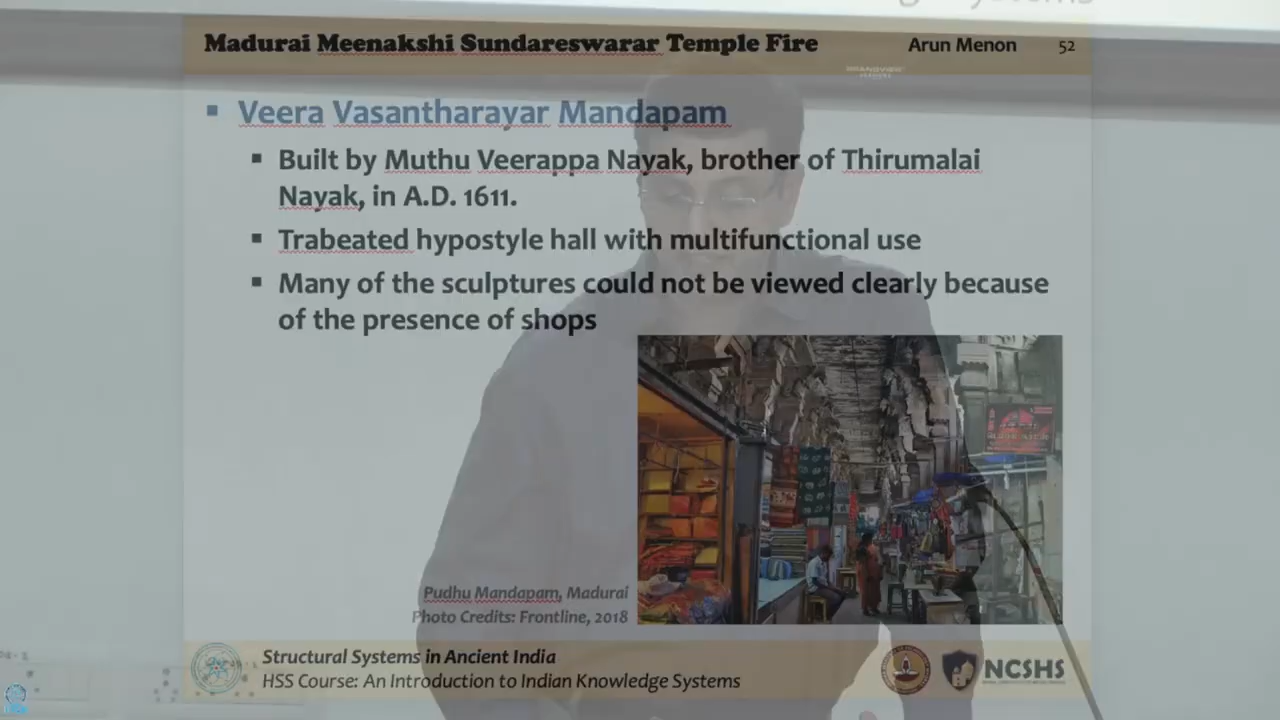 Madurai Meenakshi Sundareswarar Temple Fire
Arun Menon
52
▪ Veera Vasantharayar Mandapam
▪ Built by Muthu Veerappa Nayak, brother of Thirumalai
Nayak, in A.D. 1611.
▪ Trabeated hypostyle hall with multifunctional use
▪ Many of the sculptures could not be viewed clearly because
of the presence of shops
Pudhu Mandapam, Madurai
Photo Credits: Frontline, 2018
Structural Systems in Ancient India
HSS Course: An Introduction to Indian Knowledge Systems
NCSHS